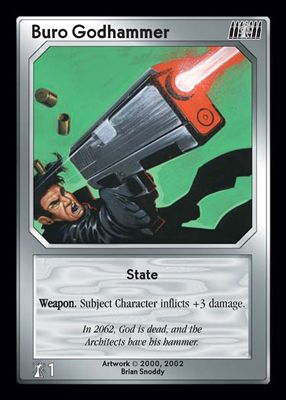 Buro Godhammer
State
Weapon. Subject Character inflicts +3 damage.
In 2062, God is dead, and the
Architects have his hammer.
1
Artwork © 2000, 2002
Brian Snoddy